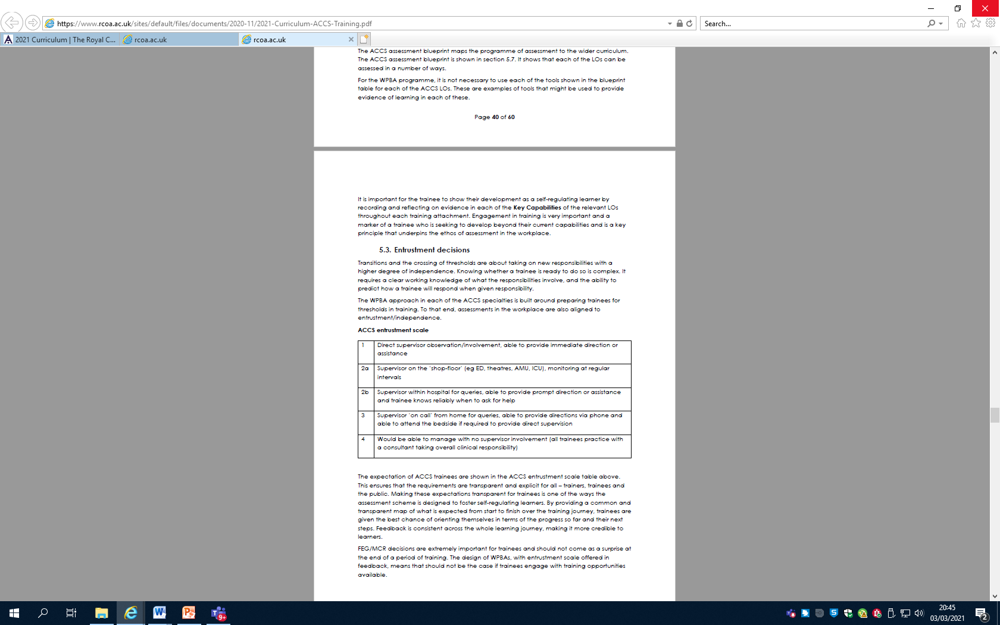 https://www.rcoa.ac.uk/sites/default/files/documents/2020-11/2021-Curriculum-ACCS-Training.pdf
Search...
2021 Curriculum | The Royal C...
rcoa.ac.uk
rcoa.ac.uk
The ACCS assessment blueprint maps the programme of assessment to the wider curriculum.
The ACCS assessment blueprint is shown in section 5.7. It shows that each of the LOs can be
assessed in a number of ways.
For the WPBA programme, it is not necessary to use each of the tools shown in the blueprint
table for each of the ACCS LOs. These are examples of tools that might be used to provide
evidence of learning in each of these.
Page 40 of 60
It is important for the trainee to show their development as a self-regulating learner by
recording and reflecting on evidence in each of the Key Capabilities of the relevant LOs
throughout each training attachment. Engagement in training is very important and a
marker of a trainee who is seeking to develop beyond their current capabilities and is a key
principle that underpins the ethos of assessment in the workplace.
5.3. Entrustment decisions
Transitions and the crossing of thresholds are about taking on new responsibilities with a
higher degree of independence. Knowing whether a trainee is ready to do so is complex. It
requires a clear working knowledge of what the responsibilities involve, and the ability to
predict how a trainee will respond when given responsibility.
The WPBA approach in each of the ACCS specialties is built around preparing trainees for
thresholds in training. To that end, assessments in the workplace are also aligned to
entrustment/independence.
ACCS entrustment scale
1 Direct supervisor observation/involvement, able to provide immediate direction or
assistance
2a Supervisor on the 'shop-floor' (eg ED, theatres, AMU, ICU), monitoring at regular
intervals
2b Supervisor within hospital for queries, able to provide prompt direction or assistance
and trainee knows reliably when to ask for help
3 Supervisor 'on call' from home for queries, able to provide directions via phone and
able to attend the bedside if required to provide direct supervision
4 Would be able to manage with no supervisor involvement (all trainees practice with
a consultant taking overall clinical responsibility)
The expectation of ACCS trainees are shown in the ACCS entrustment scale table above.
This ensures that the requirements are transparent and explicit for all – trainers, trainees and
the public. Making these expectations transparent for trainees is one of the ways the
assessment scheme is designed to foster self-regulating learners. By providing a common and
transparent map of what is expected from start to finish over the training journey, trainees are
given the best chance of orienting themselves in terms of the progress so far and their next
steps. Feedback is consistent across the whole learning journey, making it more credible to
learners.
FEG/MCR decisions are extremely important for trainees and should not come as a surprise at
the end of a period of training. The design of WPBAs, with entrustment scale offered in
feedback, means that should not be the case if trainees engage with training opportunities
available.
9+
20:45
03/03/2021
2